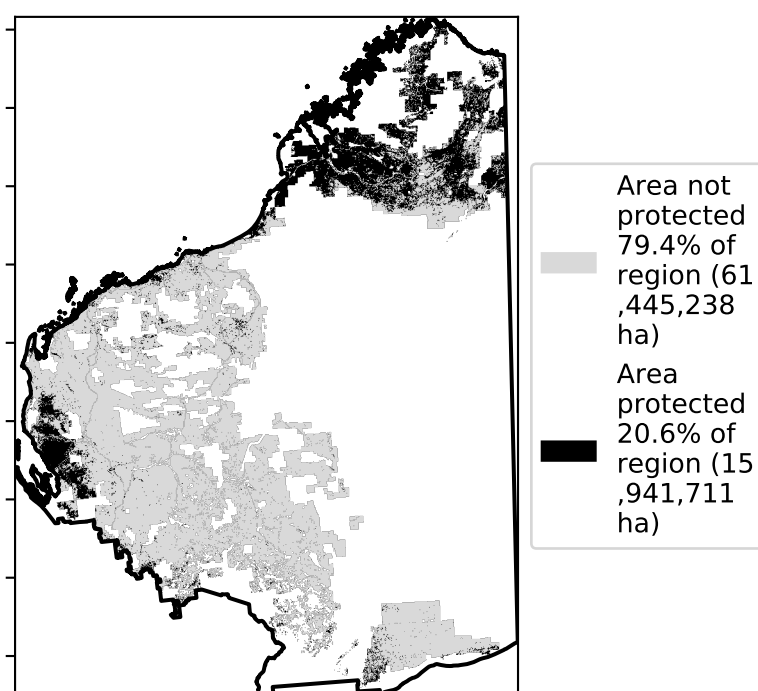 Area not
protected
79.4% of
region (61
,445,238
ha)
Area
protected
20.6% of
region (15
,941,711
ha)